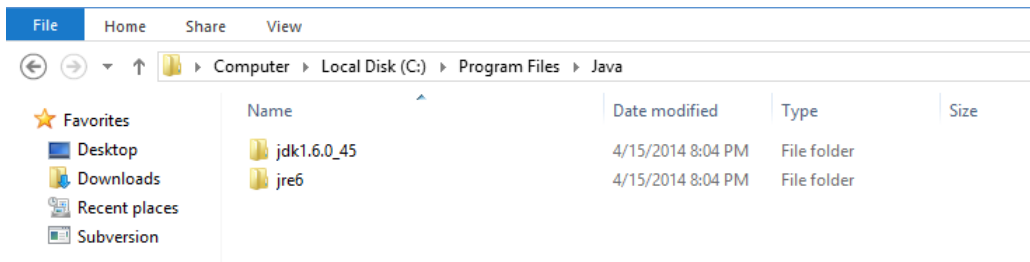 File Home Share View
Computer Local Disk (C:) Program Files Java
Favorites
Desktop
Downloads
Recent places
Subversion
Name Date modified Type Size
jdk1.6.0_45 4/15/2014 8:04 PM File folder
jre6 4/15/2014 8:04 PM File folder